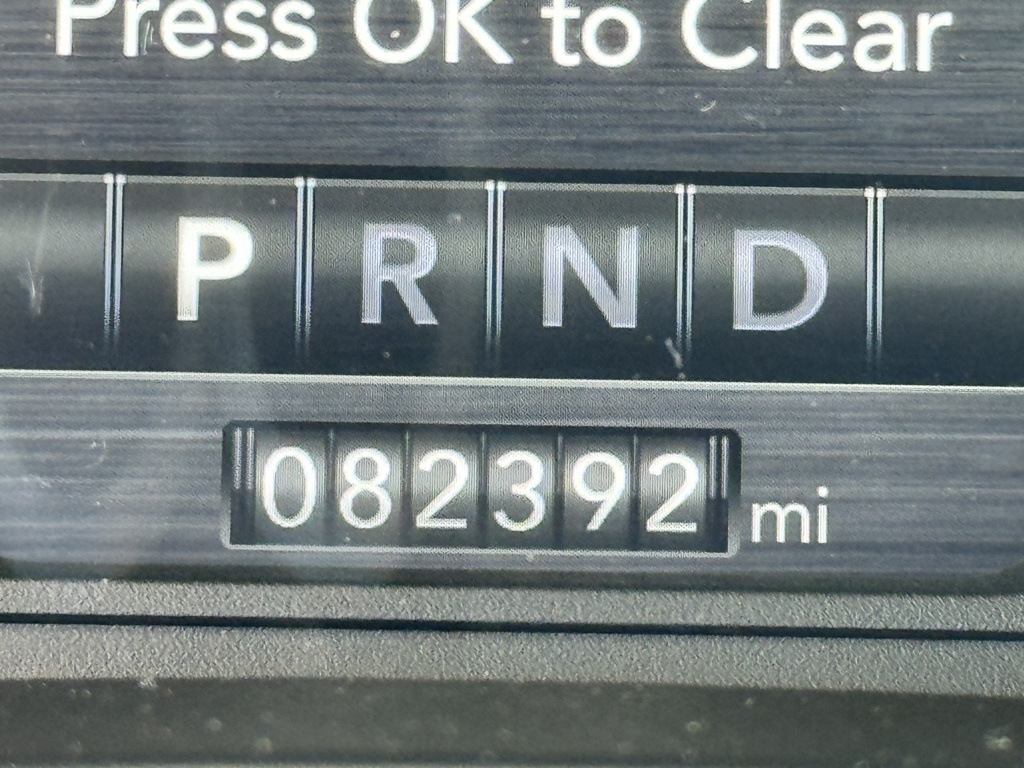 Press OK to Clear
P R N D
082392 mi